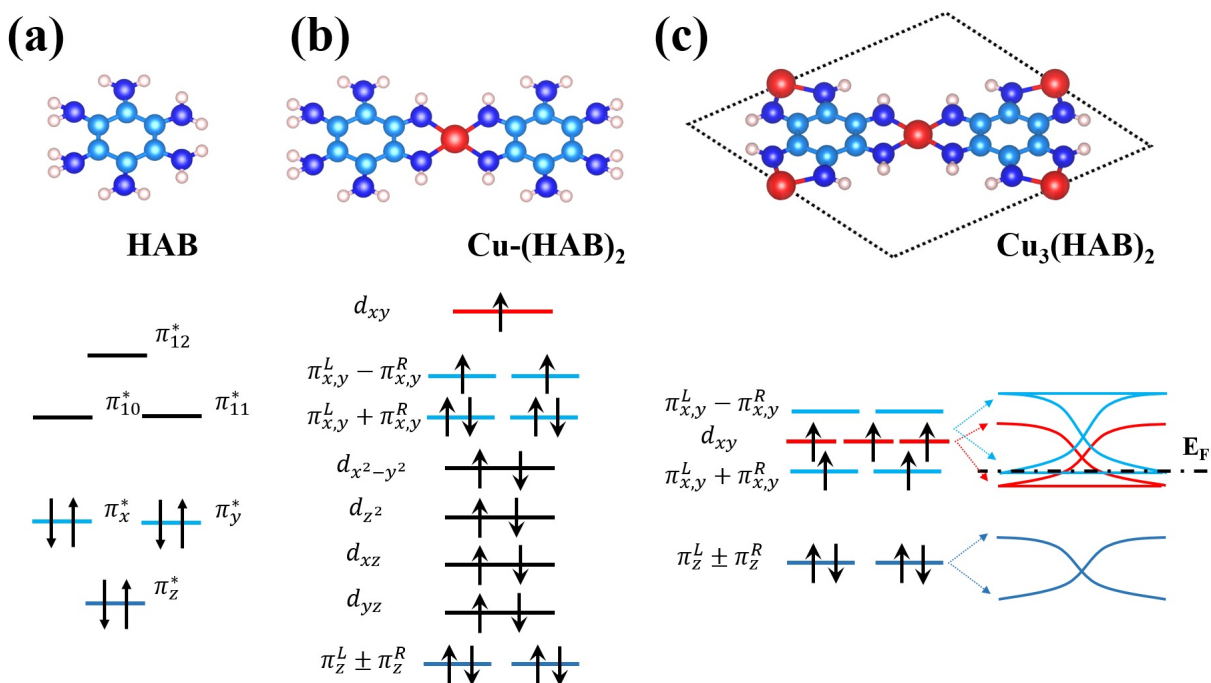 (a)
HAB
π*12
π*10
π*11
π*x
π*y
π*z
(b)
Cu-(HAB)2
dxy
πLx,y − πRx,y
πLx,y + πRx,y
dx2−y2
dz2
dxz
dyz
πLz ± πRz
(c)
Cu3(HAB)2
πLx,y − πRx,y
dxy
πLx,y + πRx,y
EF
πLz ± πRz